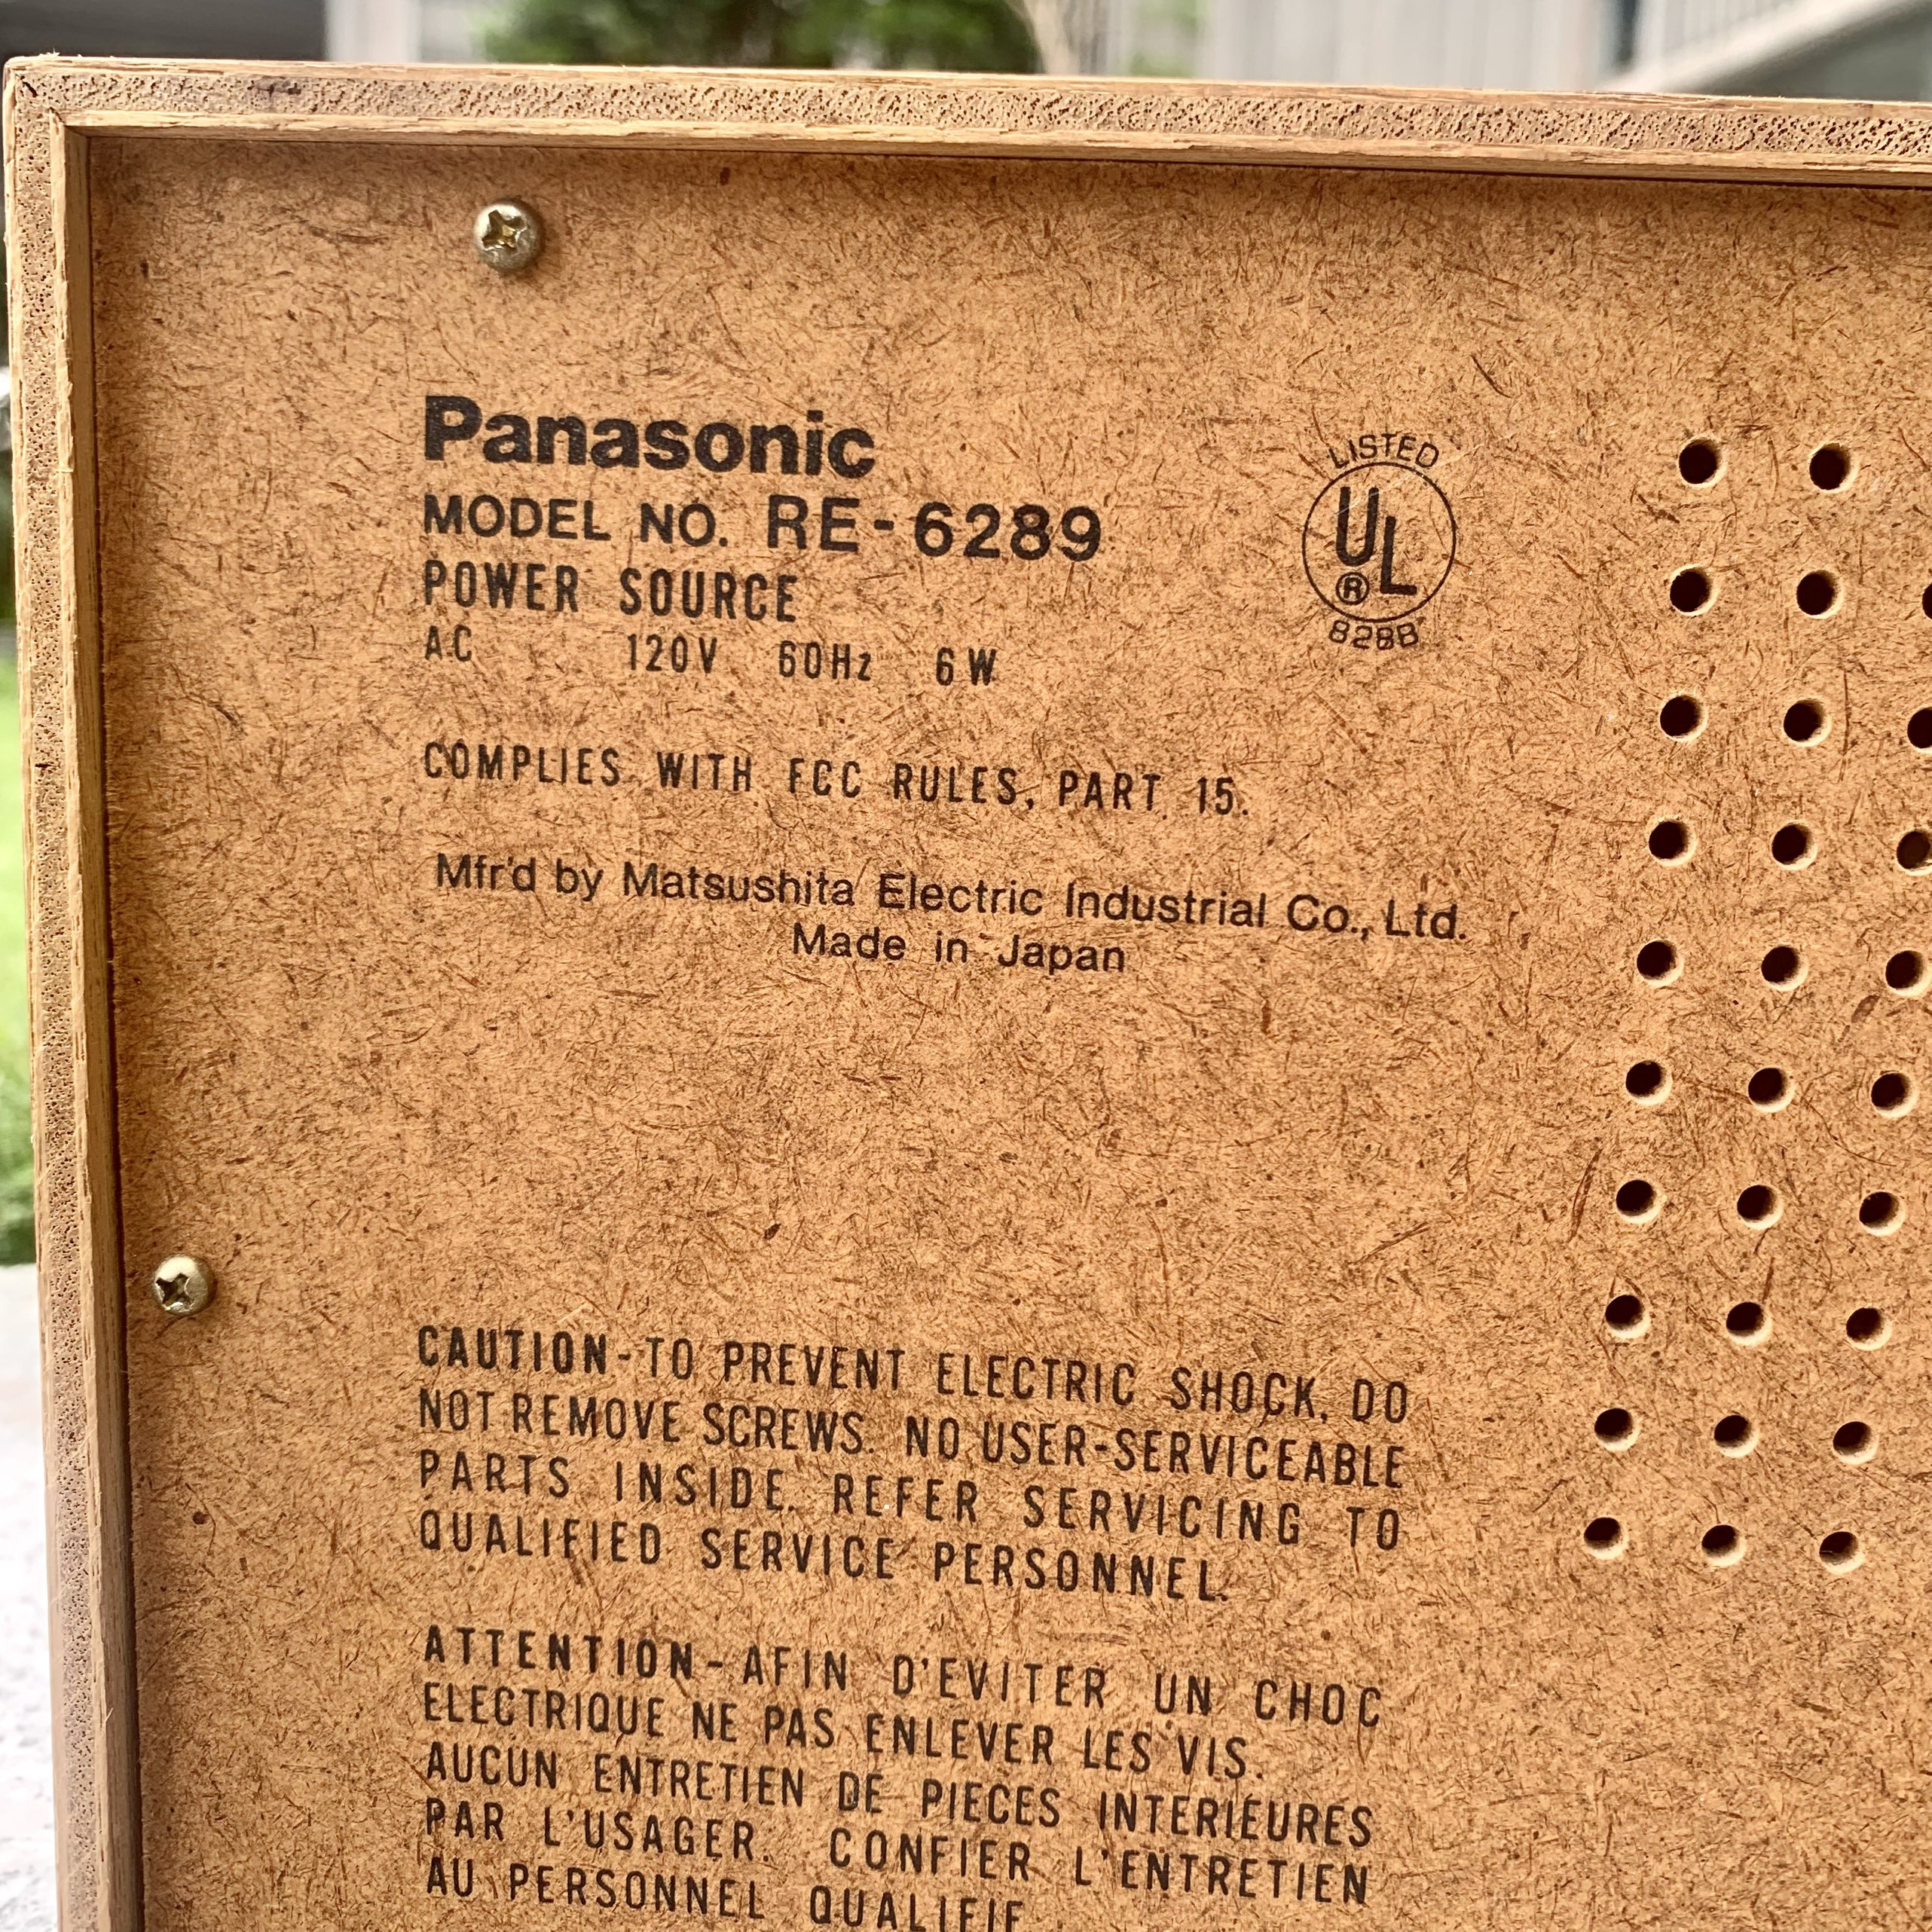 Panasonic
MODEL NO. RE-6289
POWER SOURCE
AC 120V 60Hz 6W
LISTED
UL
®
828B
COMPLIES WITH FCC RULES, PART 15.
Mfr'd by Matsushita Electric Industrial Co., Ltd.
Made in Japan
CAUTION-TO PREVENT ELECTRIC SHOCK, DO
NOT REMOVE SCREWS. NO USER-SERVICEABLE
PARTS INSIDE. REFER SERVICING TO
QUALIFIED SERVICE PERSONNEL.
ATTENTION-AFIN D'EVITER UN CHOC
ELECTRIQUE NE PAS ENLEVER LES VIS.
AUCUN ENTRETIEN DE PIECES INTERIEURES
PAR L'USAGER. CONFIER L'ENTRETIEN
AU PERSONNEL QUALIFIE